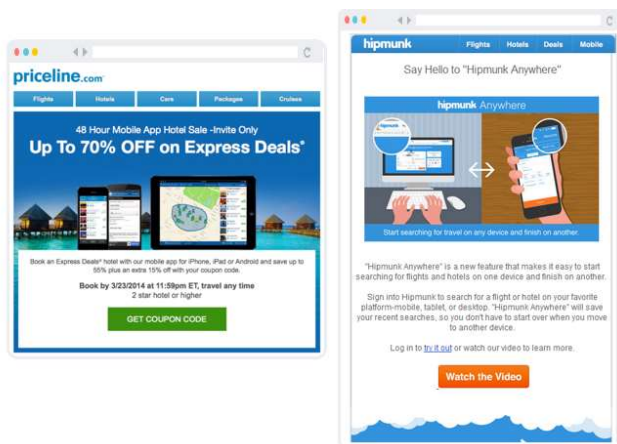 priceline.com
Flights Hotels Cars Packages Cruises
48 Hour Mobile App Hotel Sale -Invite Only
Up To 70% OFF on Express Deals*
Book an Express Deals* hotel with our mobile app for iPhone, iPad or Android and save up to
55% plus an extra 15% off with your coupon code.
Book by 3/23/2014 at 11:59pm ET, travel any time
2 star hotel or higher
GET COUPON CODE
hipmunk Flights Hotels Deals Mobile
Say Hello to "Hipmunk Anywhere"
hipmunk Anywhere
Start searching for travel on any device and finish on another.
"Hipmunk Anywhere" is a new feature that makes it easy to start
searching for flights and hotels on one device and finish on another.
Sign into Hipmunk to search for a flight or hotel on your favorite
platform-mobile, tablet, or desktop. "Hipmunk Anywhere" will save
your recent searches, so you don't have to start over when you move
to another device.
Log in to try it out or watch our video to learn more.
Watch the Video